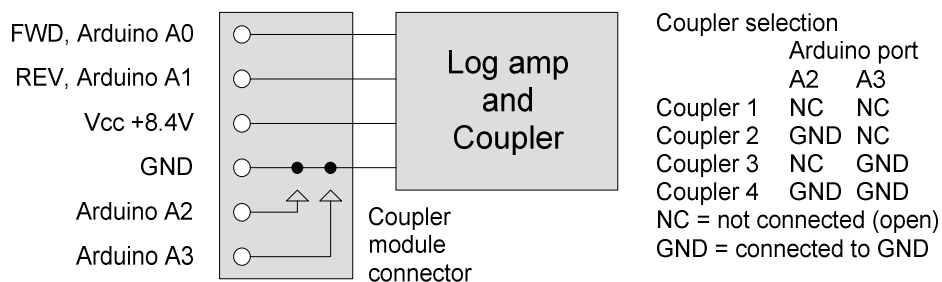 FWD, Arduino A0
REV, Arduino A1
Vcc +8.4V
GND
Arduino A2
Arduino A3
Log amp
and
Coupler
Coupler
module
connector
Coupler selection
Arduino port
A2 A3
Coupler 1 NC NC
Coupler 2 GND NC
Coupler 3 NC GND
Coupler 4 GND GND
NC = not connected (open)
GND = connected to GND